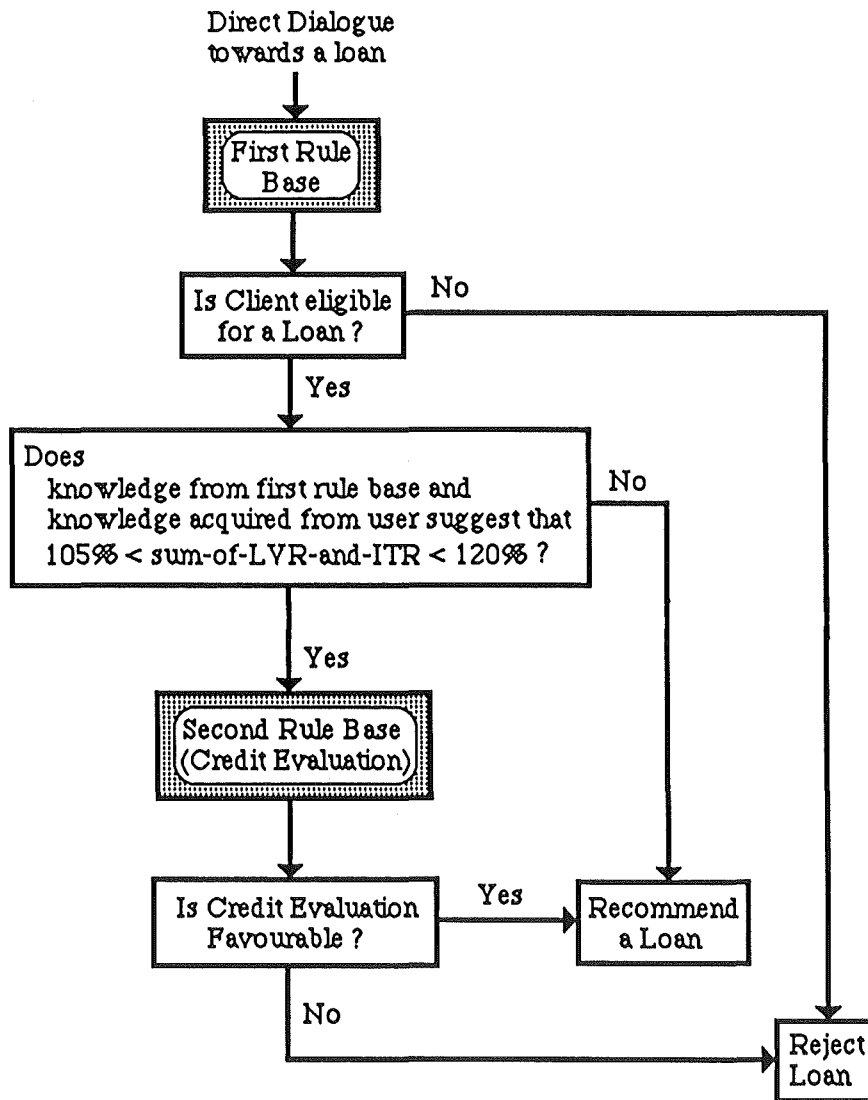 Direct Dialogue
towards a loan
First Rule
Base
Is Client eligible
for a Loan ?
No
Yes
Does
knowledge from first rule base and
knowledge acquired from user suggest that
105% < sum-of-LVR-and-ITR < 120% ?
No
Yes
Second Rule Base
(Credit Evaluation)
Is Credit Evaluation
Favourable ?
Yes
Recommend
a Loan
No
Reject
Loan